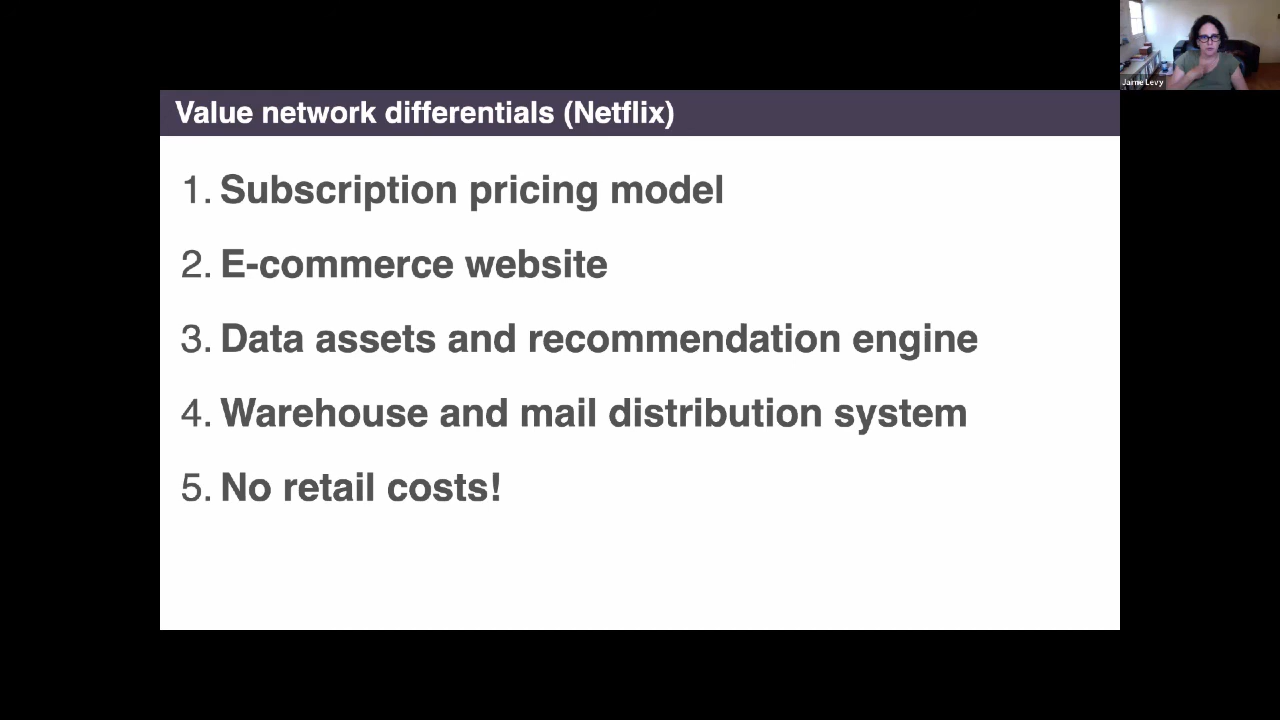 Jaime Levy
Value network differentials (Netflix)
1. Subscription pricing model
2. E-commerce website
3. Data assets and recommendation engine
4. Warehouse and mail distribution system
5. No retail costs!